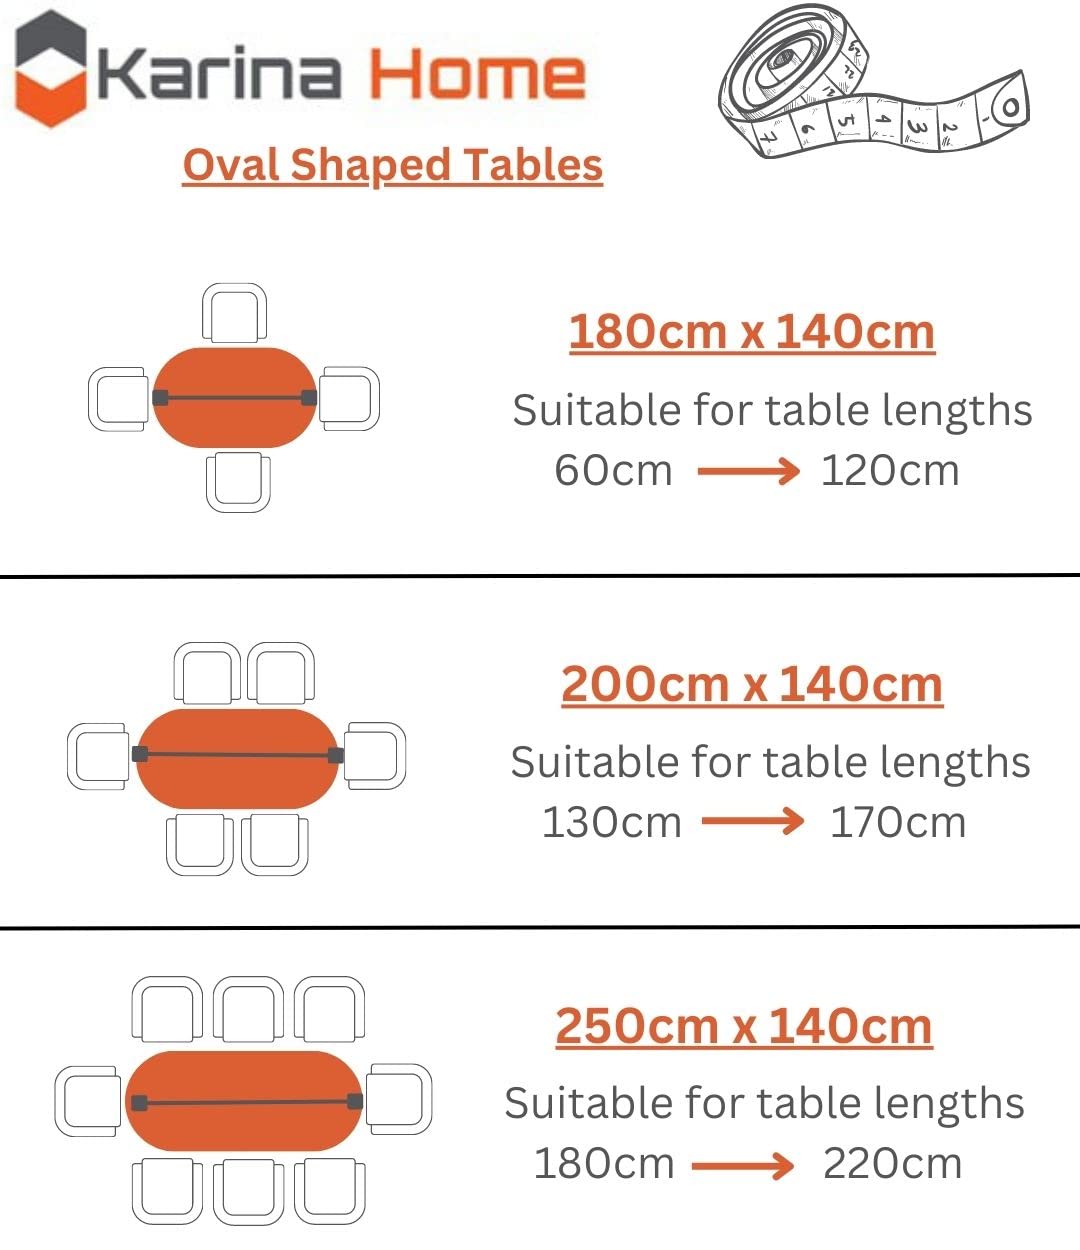 Karina Home
Oval Shaped Tables
7 6 5 4 3 2 1
180cm x 140cm
Suitable for table lengths
60cm 120cm
200cm x 140cm
Suitable for table lengths
130cm 170cm
250cm x 140cm
Suitable for table lengths
180cm 220cm